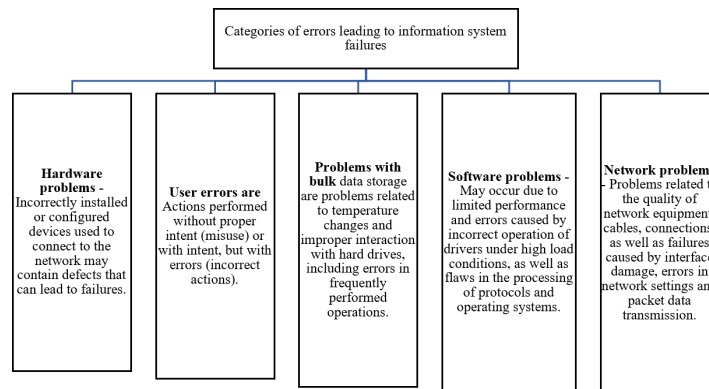 Categories of errors leading to information system
failures
Hardware
problems -
Incorrectly installed
or configured
devices used to
connect to the
network may
contain defects that
can lead to failures.
User errors are
Actions performed
without proper
intent (misuse) or
with intent, but with
errors (incorrect
actions).
Problems with
bulk data storage
are problems related
to temperature
changes and
improper interaction
with hard drives,
including errors in
frequently
performed
operations.
Software problems -
May occur due to
limited performance
and errors caused by
incorrect operation of
drivers under high load
conditions, as well as
flaws in the processing
of protocols and
operating systems.
Network problem
- Problems related
the quality of
network equipment
cables, connections
as well as failures
caused by interface
damage, errors in
network settings
packet data
transmission.